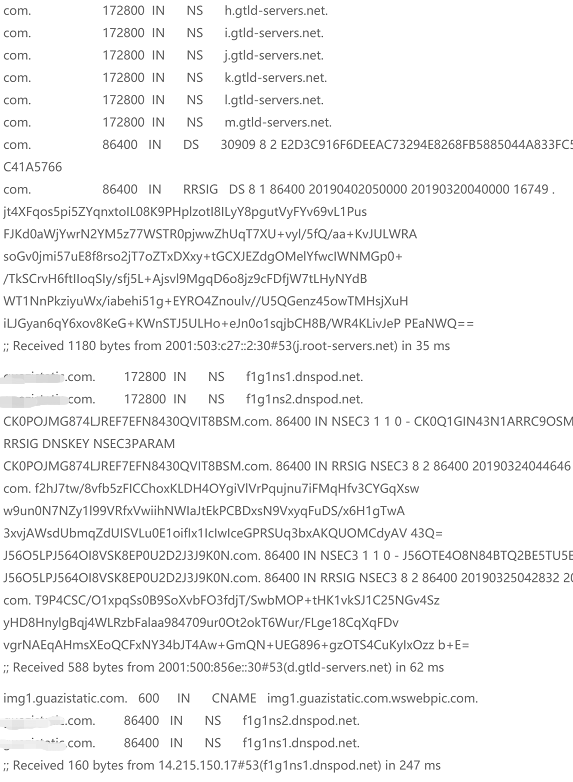 com. 172800 IN NS h.gtld-servers.net.
com. 172800 IN NS i.gtld-servers.net.
com. 172800 IN NS j.gtld-servers.net.
com. 172800 IN NS k.gtld-servers.net.
com. 172800 IN NS l.gtld-servers.net.
com. 172800 IN NS m.gtld-servers.net.
com. 86400 IN DS 30909 8 2 E2D3C916F6DEEAC73294E8268FB5885044A833FC5
C41A5766
com. 86400 IN RRSIG DS 8 1 86400 20190402050000 20190320040000 16749 .
jt4XFqos5pi5ZYqnxtoIL08K9PHplzotI8ILyY8pgutVyFYv69vL1Pus
FJKd0aWjYwrN2YM5z77WSTR0pjwwZhUqT7XU+vyl/5fQ/aa+KvJULWRA
soGv0jmi57uE8f8rso2jT7oZTxDXxy+tGCXJEZdgOMelYfwcIWNMGp0+
/TkSCrvH6ftIIoqSIy/sfj5L+Ajsvl9MgqD6o8jz9cFDfjW7tLHyNYdB
WT1NnPkziyuWx/iabehi51g+EYRO4Znoulv//U5QGenz45owTMHsjXuH
iLJGyan6qY6xov8KeG+KWnSTJ5ULHo+eJn0o1sqjbCH8B/WR4KLivJeP PEaNWQ==
;; Received 1180 bytes from 2001:503:c27::2:30#53(j.root-servers.net) in 35 ms
.com. 172800 IN NS f1g1ns1.dnspod.net.
.com. 172800 IN NS f1g1ns2.dnspod.net.
CK0POJMG874LJREF7EFN8430QVIT8BSM.com. 86400 IN NSEC3 1 1 0 - CK0Q1GIN43N1ARRC9OSM
RRSIG DNSKEY NSEC3PARAM
CK0POJMG874LJREF7EFN8430QVIT8BSM.com. 86400 IN RRSIG NSEC3 8 2 86400 20190324044646
com. f2hJ7tw/8vfb5zFICChoxKLDH4OYgiVlVrPqujnu7iFMqHfv3CYGqXsw
w9un0N7NZy1l99VRfxVwiihNWIaJtEkPCBDxsN9VxyqFuDS/x6H1gTwA
3xvjAWsdUbmqZdUISVLu0E1oifIx1IcIwIceGPRSUq3bxAKQUOMCdyAV 43Q=
J56O5LPJ564OI8VSK8EP0U2D2J3J9K0N.com. 86400 IN NSEC3 1 1 0 - J56OTE4O8N84BTQ2BE5TU5E
J56O5LPJ564OI8VSK8EP0U2D2J3J9K0N.com. 86400 IN RRSIG NSEC3 8 2 86400 20190325042832 20
com. T9P4CSC/O1xpqSs0B9SoXvbFO3fdjT/SwbMOP+tHK1vkSJ1C25NGv4Sz
yHD8HnylgBqj4WLRzbFalaa984709ur0Ot2okT6Wur/FLge18CqXqFDv
vgrNAEqAHmsXEoQCFxNY34bJT4Aw+GmQN+UEG896+gzOTS4CuKyIxOzz b+E=
;; Received 588 bytes from 2001:500:856e::30#53(d.gtld-servers.net) in 62 ms
img1.guazistatic.com. 600 IN CNAME img1.guazistatic.com.wswebpic.com.
.com. 86400 IN NS f1g1ns2.dnspod.net.
.com. 86400 IN NS f1g1ns1.dnspod.net.
;; Received 160 bytes from 14.215.150.17#53(f1g1ns1.dnspod.net) in 247 ms